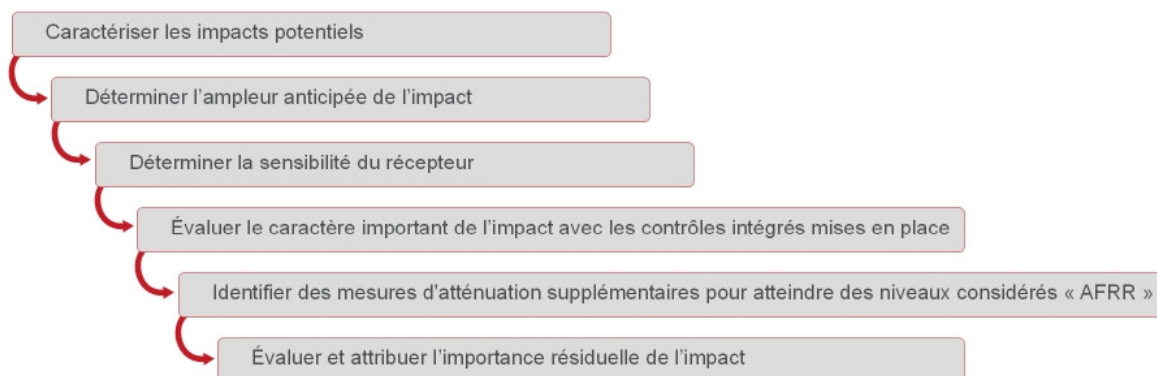 Caractériser les impacts potentiels
Déterminer l'ampleur anticipée de l'impact
Déterminer la sensibilité du récepteur
Évaluer le caractère important de l'impact avec les contrôles intégrés mises en place
Identifier des mesures d'atténuation supplémentaires pour atteindre des niveaux considérés « AFRR »
Évaluer et attribuer l'importance résiduelle de l'impact